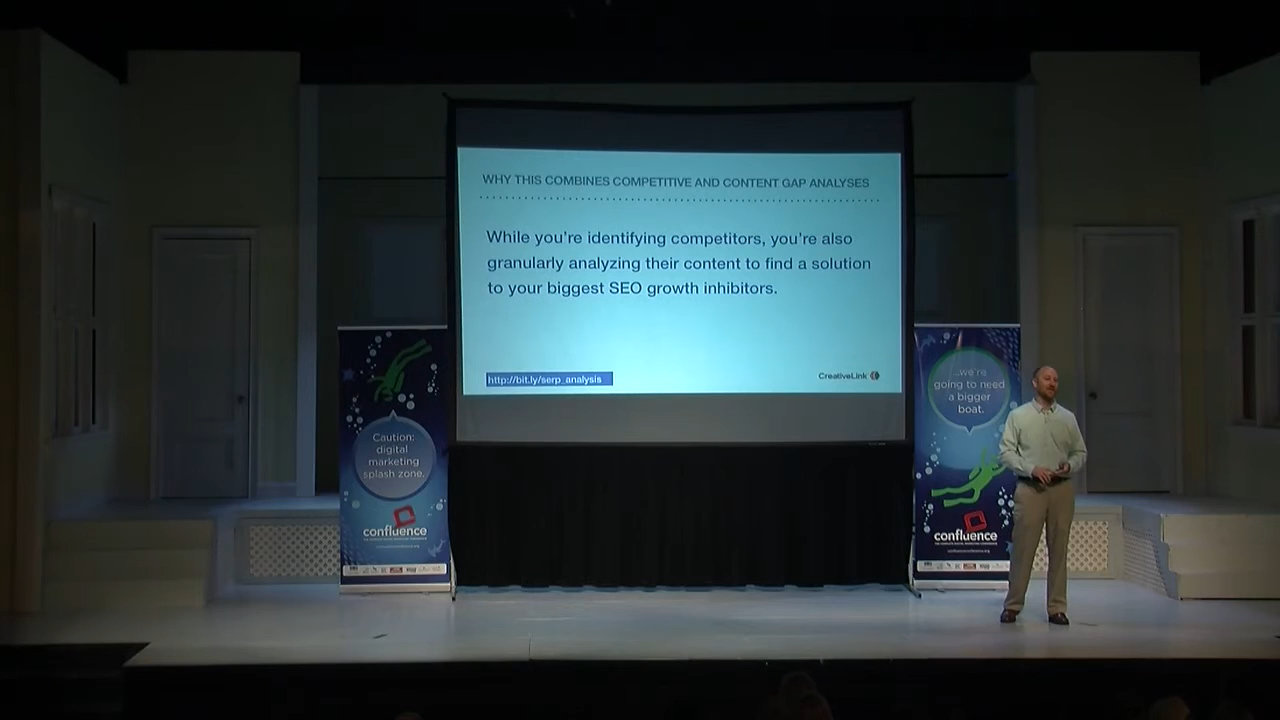 WHY THIS COMBINES COMPETITIVE AND CONTENT GAP ANALYSES
While you're identifying competitors, you're also
granularly analyzing their content to find a solution
to your biggest SEO growth inhibitors.
http://bit.ly/serp_analysis
CreativeLink
Caution:
digital
marketing
splash zone.
confluence
...we're
going to need
a bigger
boat.
confluence